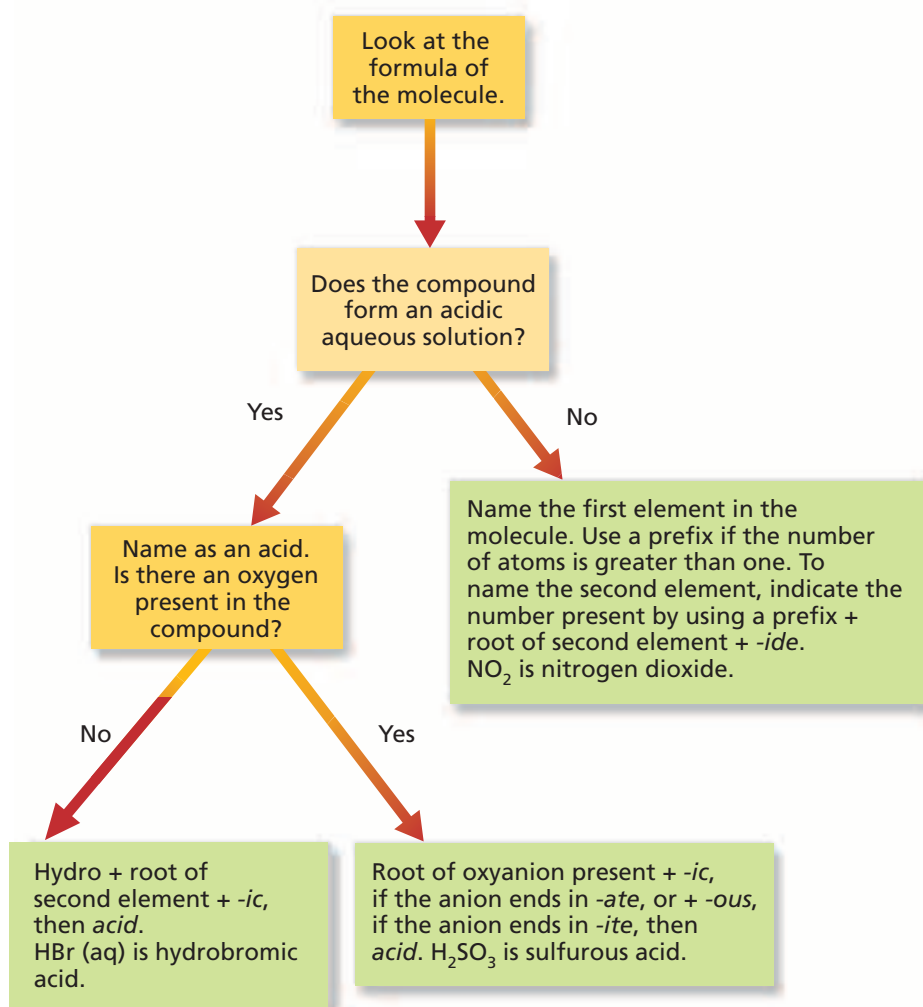 Look at the
formula of
the molecule.
Does the compound
form an acidic
aqueous solution?
Yes
No
Name as an acid.
Is there an oxygen
present in the
compound?
Name the first element in the
molecule. Use a prefix if the number
of atoms is greater than one. To
name the second element, indicate the
number present by using a prefix +
root of second element + -ide.
NO₂ is nitrogen dioxide.
No
Yes
Hydro + root of
second element + -ic,
then acid.
HBr (aq) is hydrobromic
acid.
Root of oxyanion present + -ic,
if the anion ends in -ate, or + -ous,
if the anion ends in -ite, then
acid. H₂SO₃ is sulfurous acid.